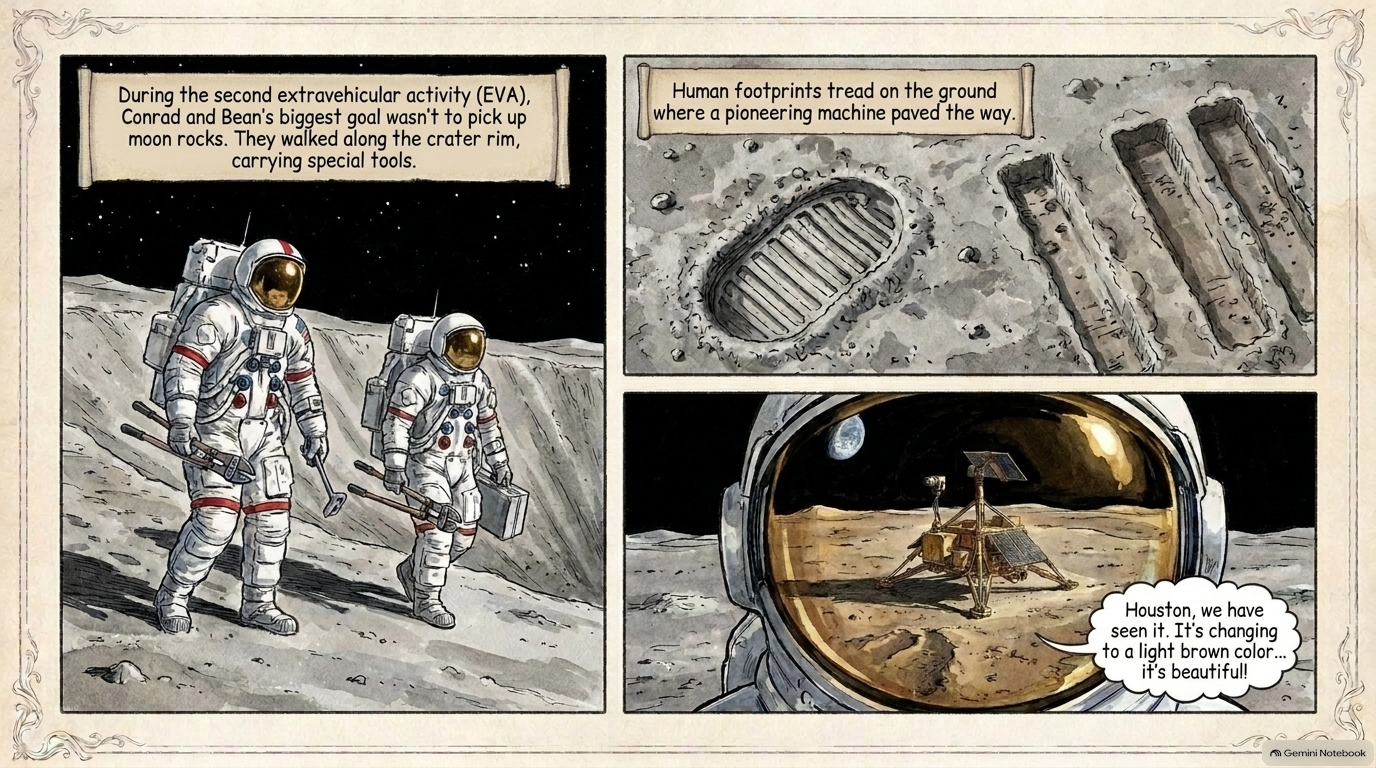 During the second extravehicular activity (EVA),
Conrad and Bean's biggest goal wasn't to pick up
moon rocks. They walked along the crater rim,
carrying special tools.
Human footprints tread on the ground
where a pioneering machine paved the way.
Houston, we have
seen it. It's changing
to a light brown color...
it's beautiful!
Gemini Notebook